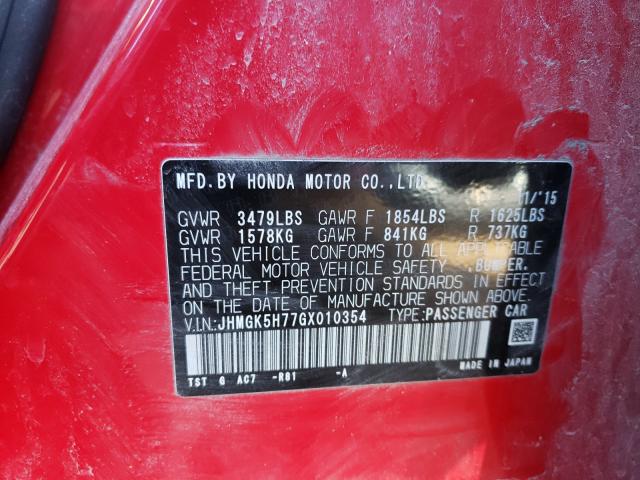 MFD.BY HONDA MOTOR CO.,LTD. 11/'15
GVWR 3479LBS GAWR F 1854LBS R 1625LBS
GVWR 1578KG GAWR F 841KG R 737KG
THIS VEHICLE CONFORMS TO ALL APPLICABLE
FEDERAL MOTOR VEHICLE SAFETY, BUMPER,
AND THEFT PREVENTION STANDARDS IN EFFECT
ON THE DATE OF MANUFACTURE SHOWN ABOVE.
V.I.N:JHMGK5H77GX010354 TYPE:PASSENGER CAR
MADE IN JAPAN
TST G AC7 -R81 -A